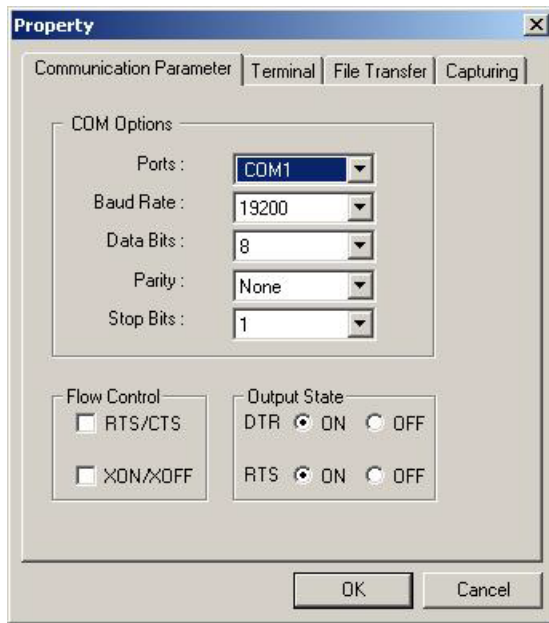 Property
Communication Parameter Terminal File Transfer Capturing
COM Options
Ports : COM1
Baud Rate : 19200
Data Bits : 8
Parity : None
Stop Bits : 1
Flow Control
RTS/CTS
XON/XOFF
Output State
DTR ON OFF
RTS ON OFF
OK Cancel